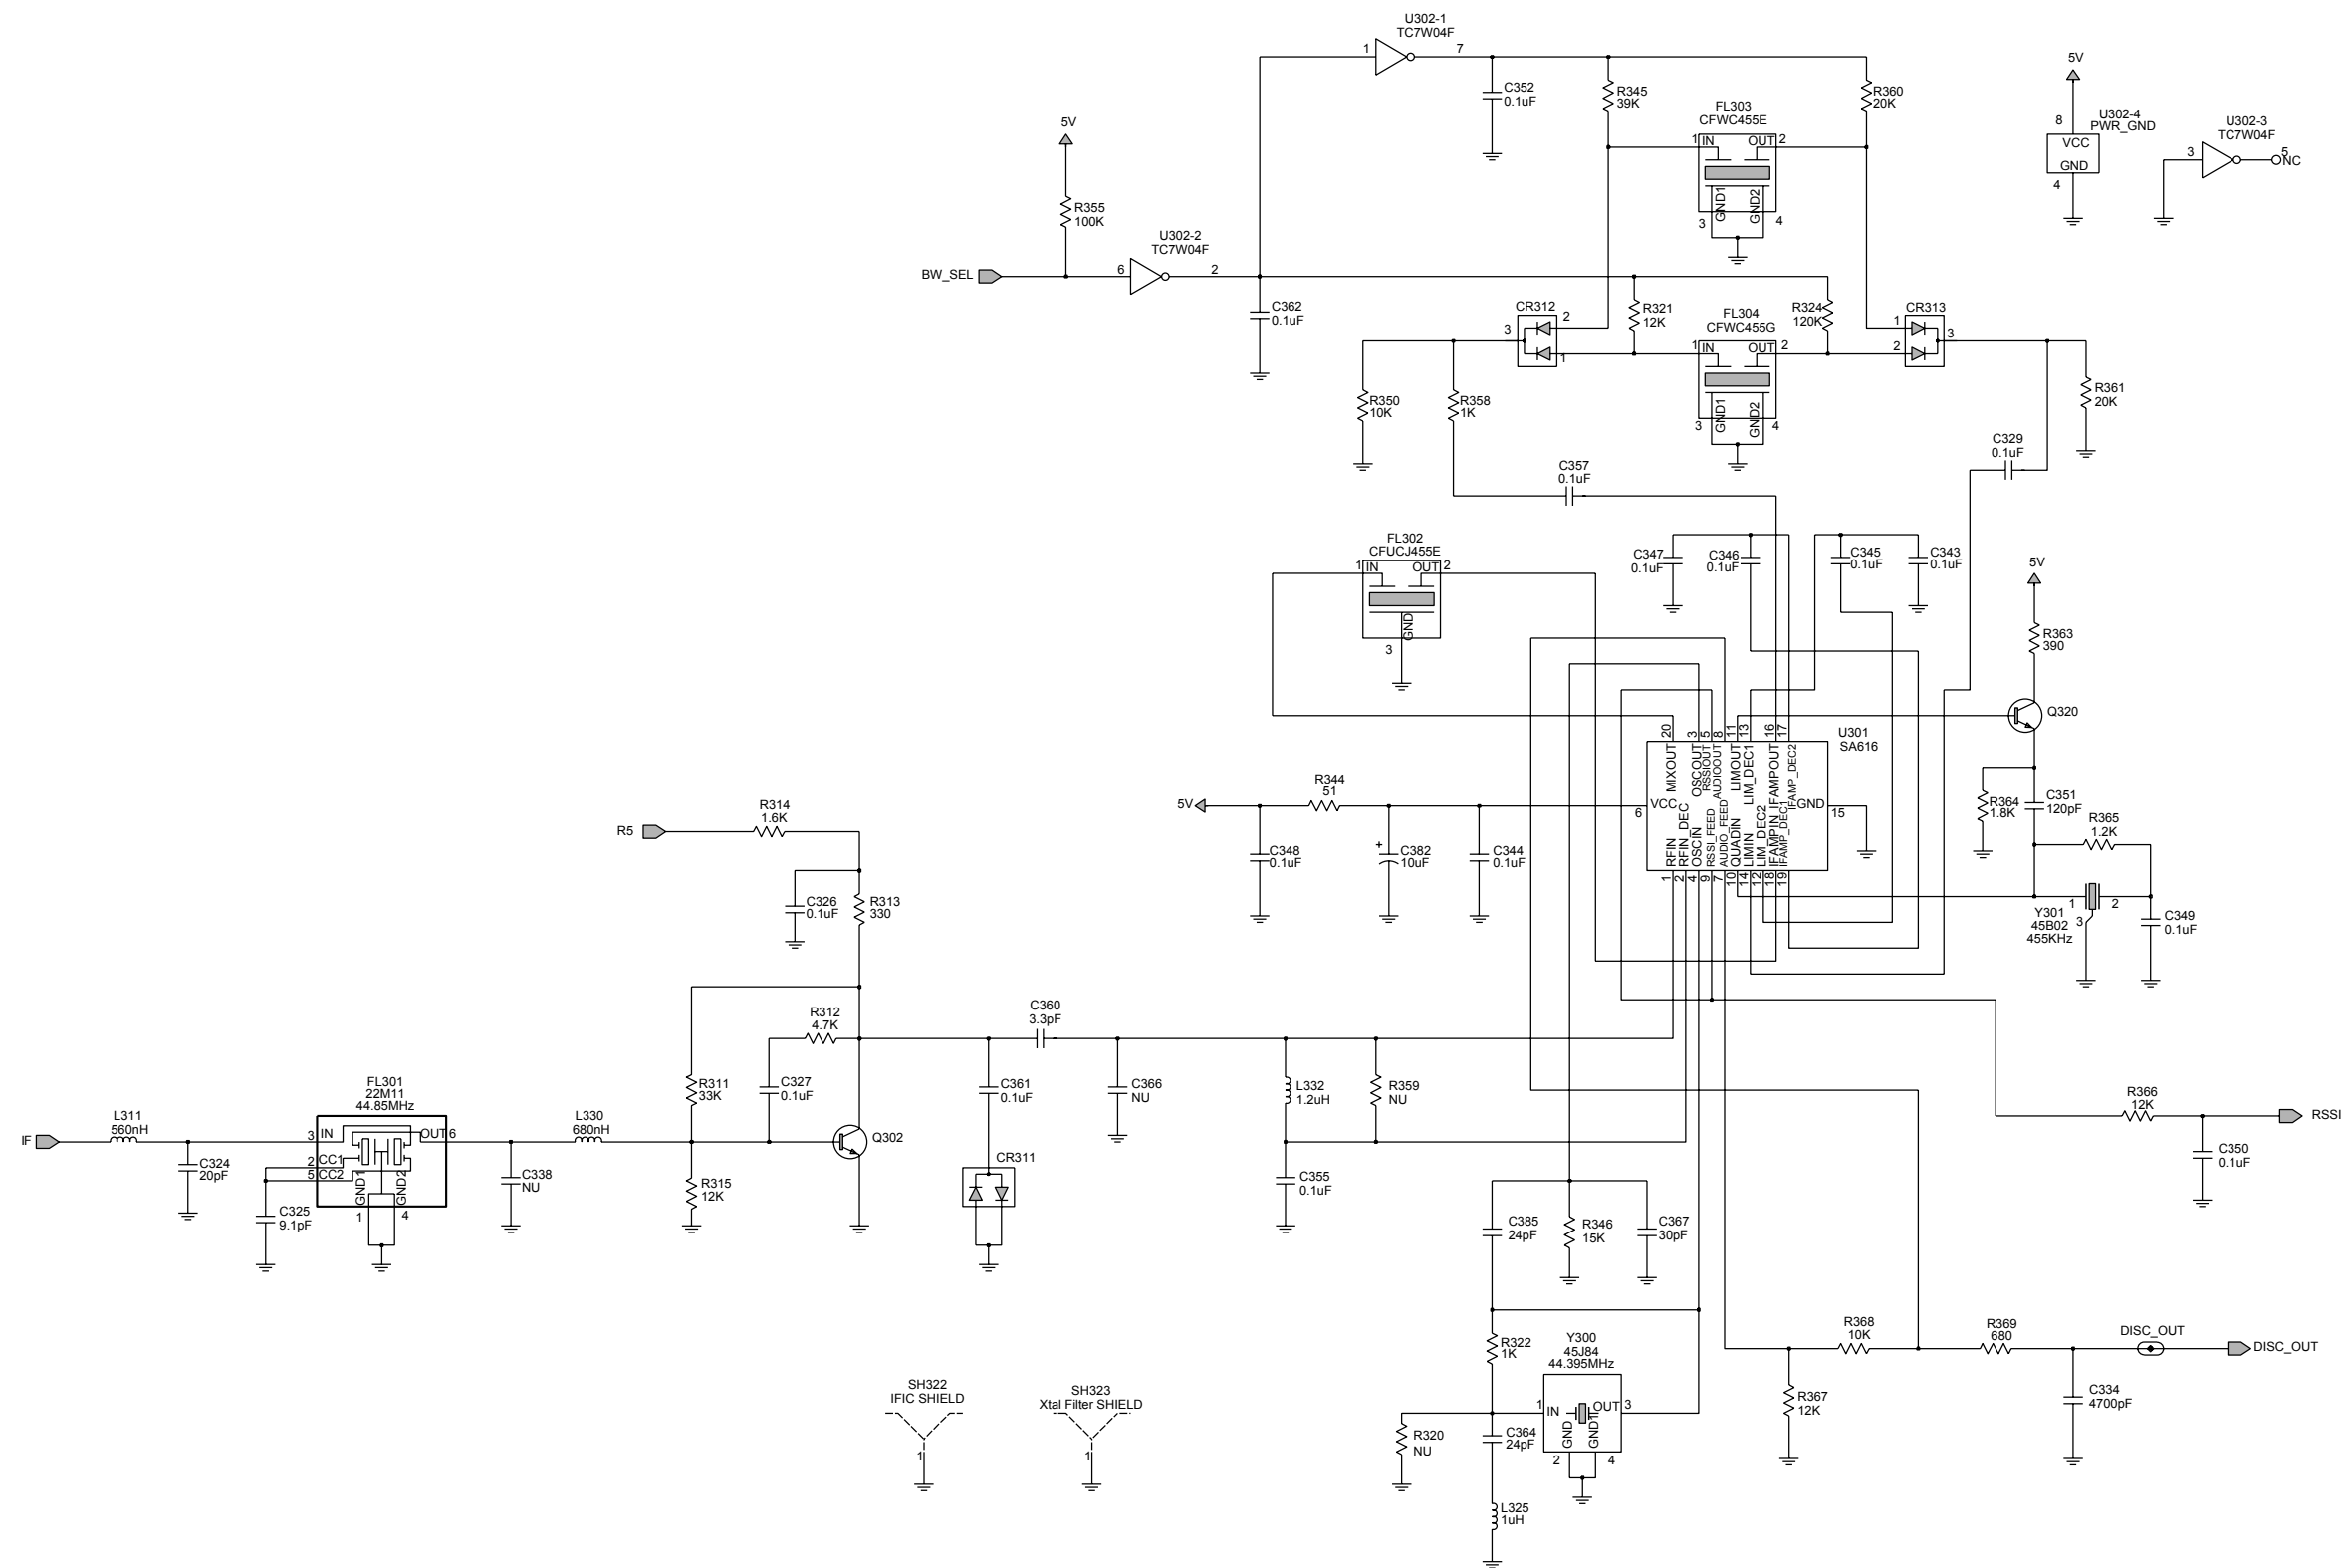 U302-1
TC7W04F
1
7
C352
0.1uF
R345
39K
FL303
CFWC455E
1
IN
OUT
2
GND1
GND2
3
4
R360
20K
5V
U302-4
PWR_GND
8
VCC
GND
4
U302-3
TC7W04F
3
5
NC
5V
R355
100K
U302-2
TC7W04F
BW_SEL
6
2
C362
0.1uF
CR312
3
2
1
R321
12K
FL304
CFWC455G
1
IN
OUT
2
GND1
GND2
3
4
R324
120K
CR313
1
2
3
R350
10K
R358
1K
R361
20K
C329
0.1uF
C357
0.1uF
FL302
CFUCJ455E
1
IN
OUT
2
GND
3
C347
0.1uF
C346
0.1uF
C345
0.1uF
C343
0.1uF
5V
R363
390
Q320
U301
SA616
20
3
5
8
11
13
16
17
MIXOUT
OSCOUT
RSSIOUT
AUDIOOUT
LIMOUT
LIM_DEC1
IFAMPOUT
IFAMP_DEC2
VCC
6
GND
15
RFIN
RFIN_DEC
OSCIN
RSSI_FEED
AUDIO_FEED
QUADIN
LIMIN
LIM_DEC2
IFAMPIN
IFAMP_DEC1
1
2
4
9
7
10
14
12
18
19
5V
R344
51
C348
0.1uF
+
C382
10uF
C344
0.1uF
R364
1.8K
C351
120pF
R365
1.2K
Y301
45B02
455KHz
1
2
3
C349
0.1uF
R5
R314
1.6K
C326
0.1uF
R313
330
R312
4.7K
R311
33K
C327
0.1uF
C360
3.3pF
C361
0.1uF
C366
NU
L332
1.2uH
R359
NU
IF
L311
560nH
C324
20pF
FL301
22M11
44.85MHz
3
IN
OUT
6
2
CC1
5
CC2
GND1
GND2
1
4
C325
9.1pF
C338
NU
L330
680nH
R315
12K
Q302
CR311
C355
0.1uF
R366
12K
RSSI
C350
0.1uF
C385
24pF
R346
15K
C367
30pF
R322
1K
Y300
45J84
44.395MHz
1
IN
OUT
3
GND
GND1
2
4
R320
NU
C364
24pF
L325
1uH
R368
10K
R369
680
DISC_OUT
DISC_OUT
R367
12K
C334
4700pF
SH322
IFIC SHIELD
1
SH323
Xtal Filter SHIELD
1